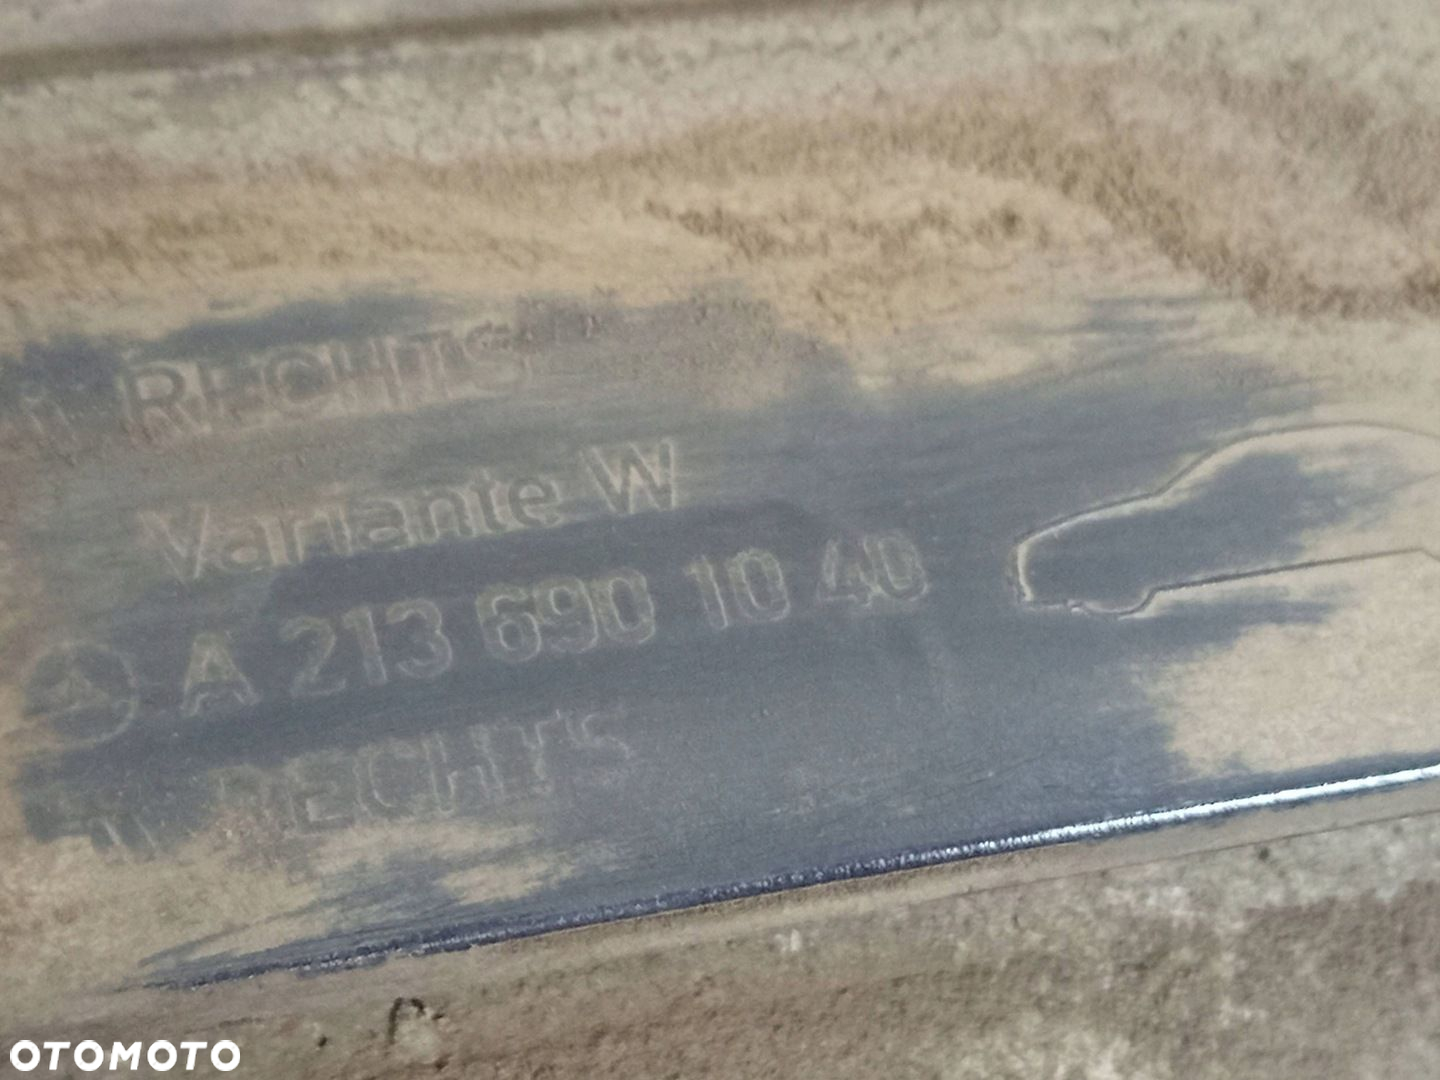 RECHTS
Variante W
A 213 690 10 40
RECHTS
OTOMOTO